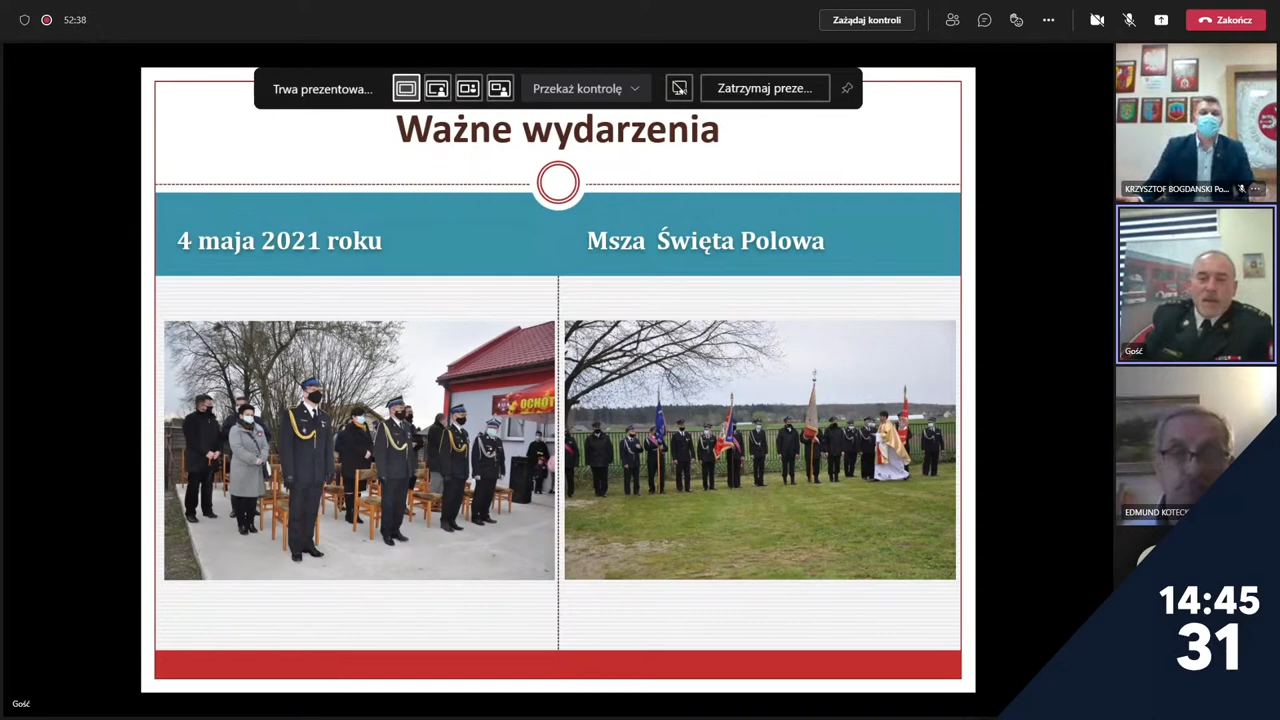 52:38
Zażądaj kontroli
Zakończ
Trwa prezentowa...
Przekaż kontrolę
Zatrzymaj preze...
Ważne wydarzenia
4 maja 2021 roku
Msza Święta Polowa
OCHOT
KRZYSZTOF BOGDANSKI Po...
Gość
EDMUND KOTECK
14:45
31
Gość